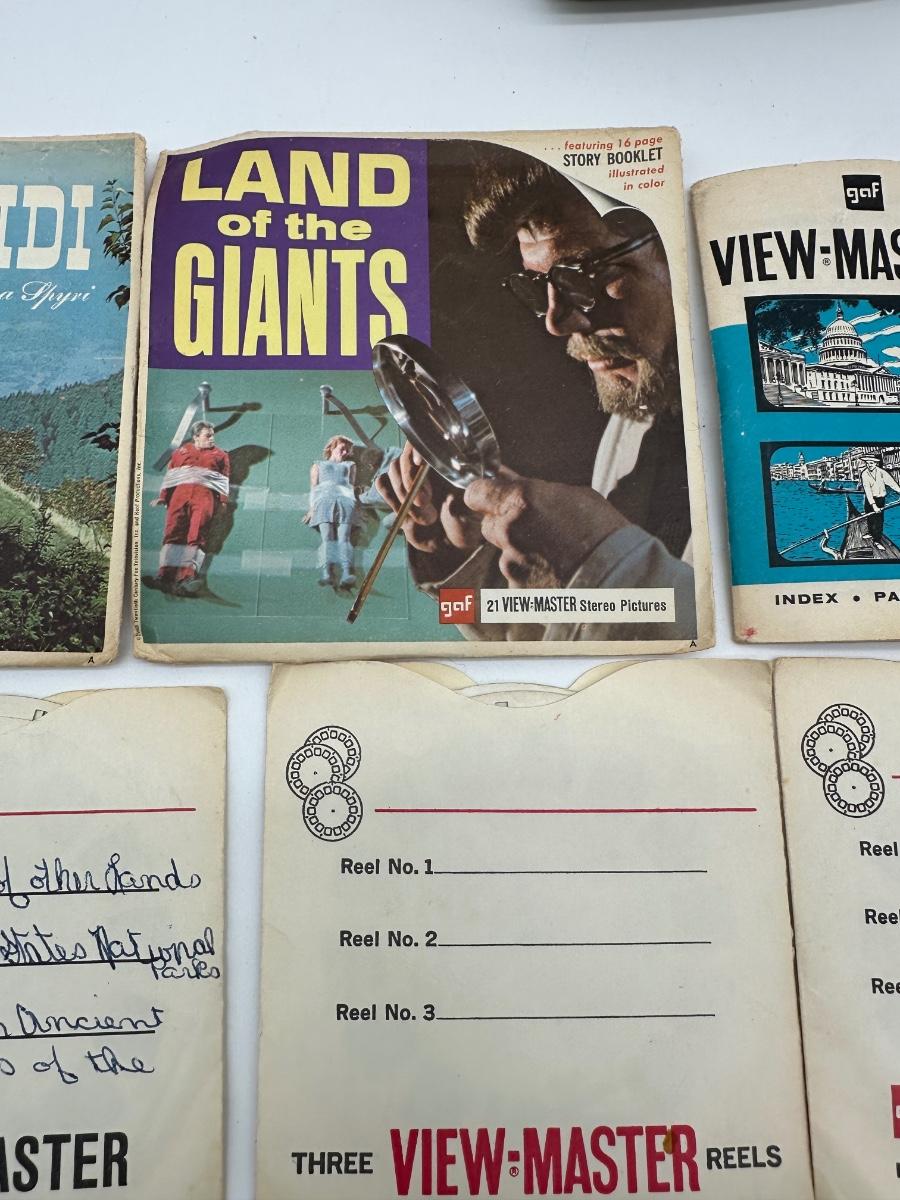 IDI
a Spyri
A
LAND
of the
GIANTS
... featuring 16 page
STORY BOOKLET
illustrated
in color
gaf
21 VIEW-MASTER Stereo Pictures
A
gaf
VIEW-MAS
®
INDEX • PA
of other Lands
States National
Parks
n Ancient
of the
ASTER
Reel No. 1
Reel No. 2
Reel No. 3
THREE VIEW-MASTER REELS
®
Reel
Reel
Ree